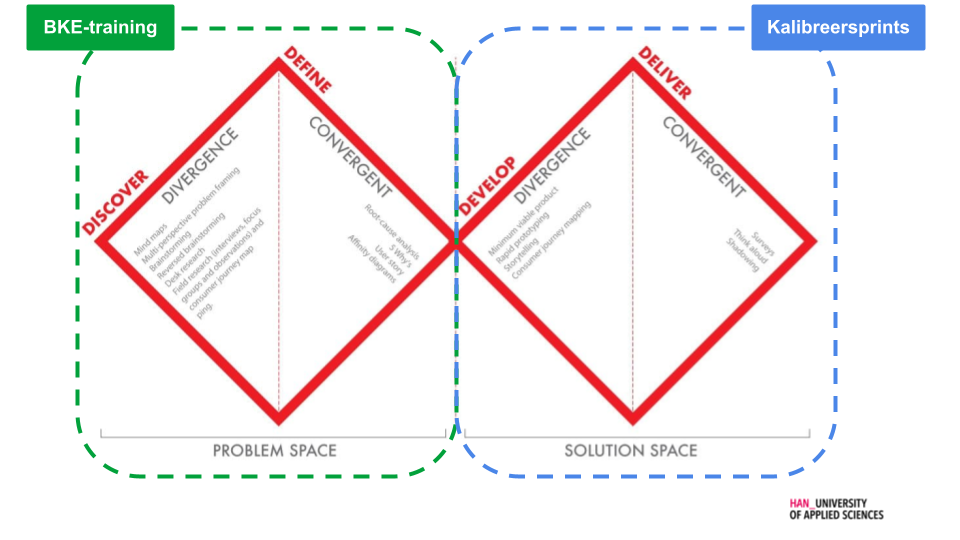 BKE-training
Kalibreersprints
DISCOVER
DEFINE
DIVERGENCE
CONVERGENT
Mind maps
Multi-perspective problem framing
Brainstorming
Reversed brainstorming
Desk research
Field research (interviews, focus
groups and observations) and
consumer journey map
ping.
Root-cause analysis
5 Why's
User story
Affinity diagrams
DEVELOP
DELIVER
DIVERGENCE
CONVERGENT
Minimum viable product
Rapid prototyping
Storytelling
Consumer journey mapping
Surveys
Think aloud
Shadowing
PROBLEM SPACE
SOLUTION SPACE
HAN_UNIVERSITY
OF APPLIED SCIENCES